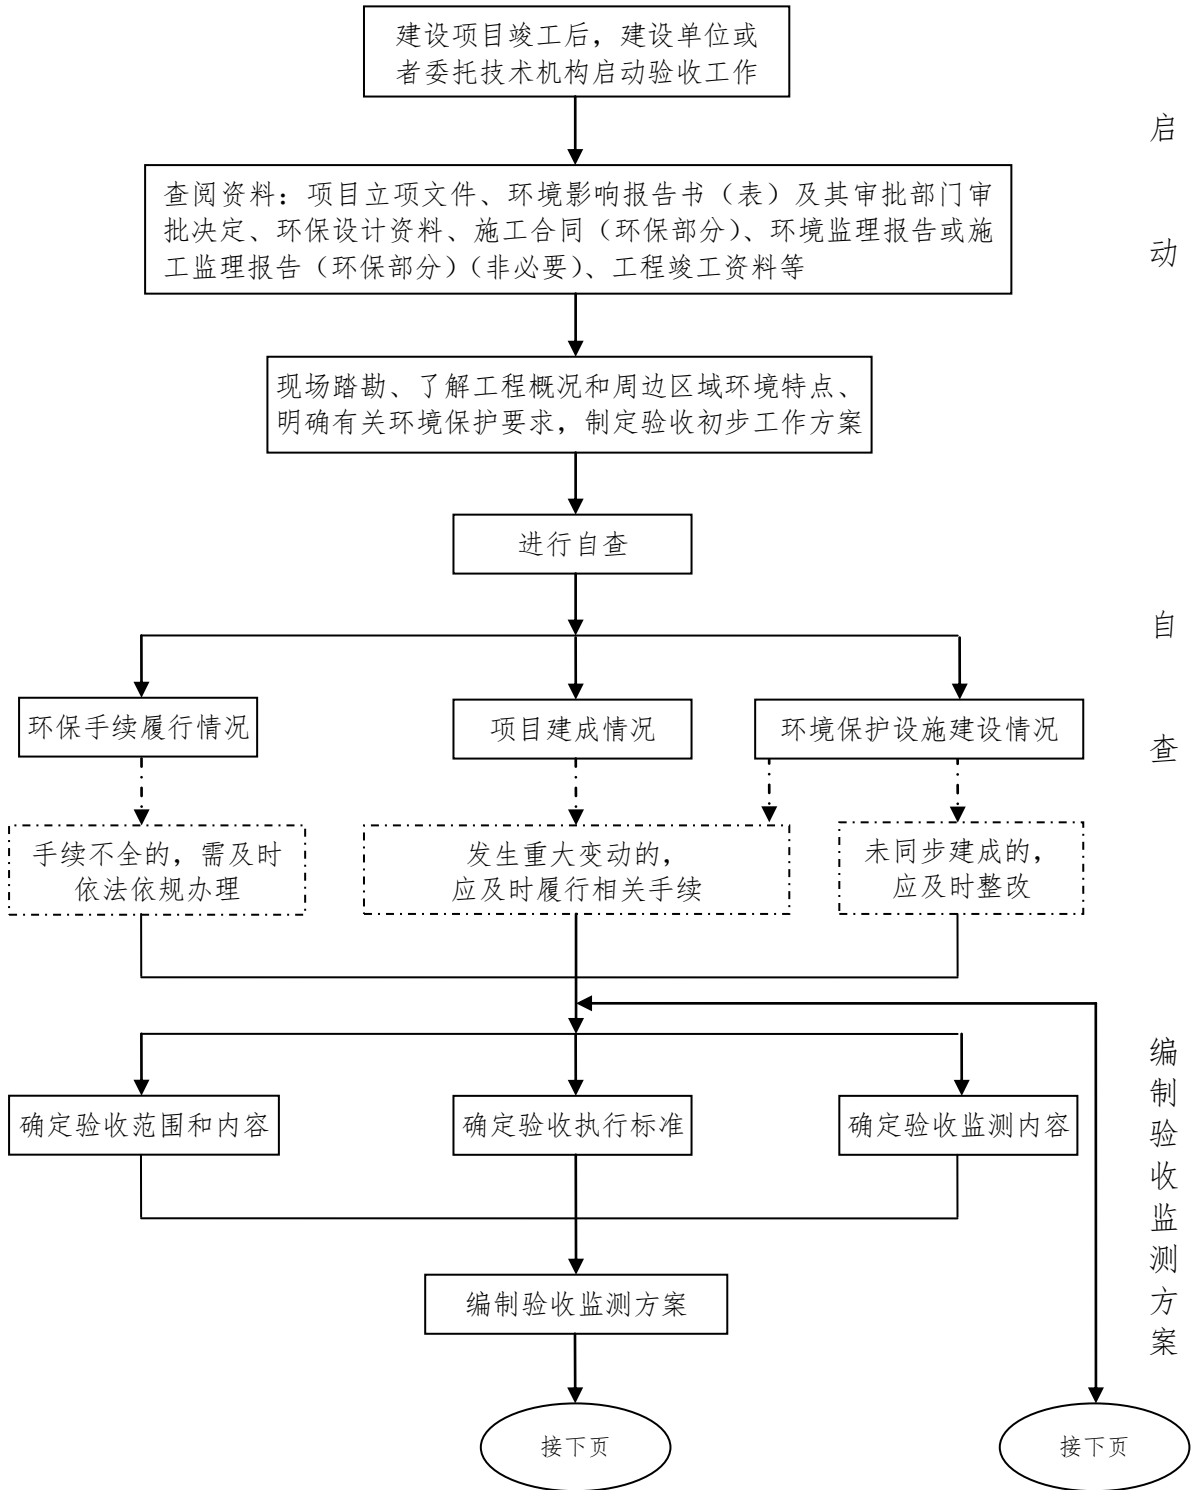 建设项目竣工后，建设单位或
者委托技术机构启动验收工作
启
动
查阅资料：项目立项文件、环境影响报告书（表）及其审批部门审
批决定、环保设计资料、施工合同（环保部分）、环境监理报告或施
工监理报告（环保部分）（非必要）、工程竣工资料等
现场踏勘、了解工程概况和周边区域环境特点、
明确有关环境保护要求，制定验收初步工作方案
进行自查
自
查
环保手续履行情况
项目建成情况
环境保护设施建设情况
手续不全的，需及时
依法依规办理
发生重大变动的，
应及时履行相关手续
未同步建成的，
应及时整改
编
制
验
收
监
测
方
案
确定验收范围和内容
确定验收执行标准
确定验收监测内容
编制验收监测方案
接下页
接下页